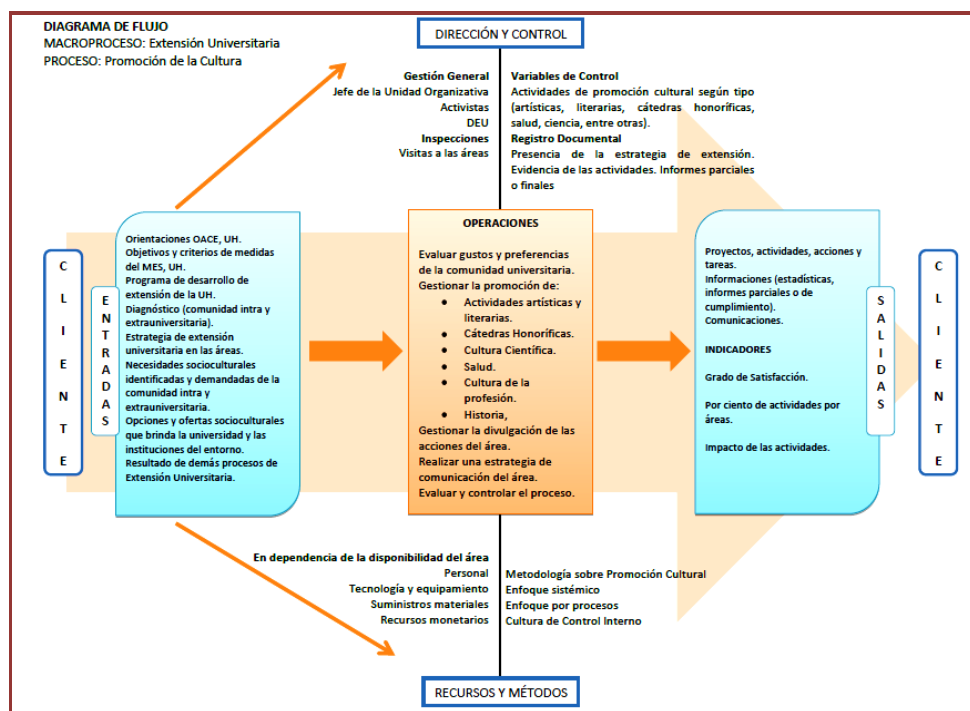 DIAGRAMA DE FLUJO
MACROPROCESO: Extensión Universitaria
PROCESO: Promoción de la Cultura
DIRECCIÓN Y CONTROL
Gestión General
Jefe de la Unidad Organizativa
Activistas
DEU
Inspecciones
Visitas a las áreas
Variables de Control
Actividades de promoción cultural según tipo
(artísticas, literarias, cátedras honoríficas,
salud, ciencia, entre otras).
Registro Documental
Presencia de la estrategia de extensión.
Evidencia de las actividades. Informes parciales
o finales
CLIENTE
ENTRADAS
Orientaciones OACE, UH.
Objetivos y criterios de medidas
del MES, UH.
Programa de desarrollo de
extensión de la UH.
Diagnóstico (comunidad intra y
extrauniversitaria).
Estrategia de extensión
universitaria en las áreas.
Necesidades socioculturales
identificadas y demandadas de la
comunidad intra y
extrauniversitaria.
Opciones y ofertas socioculturales
que brinda la universidad y las
instituciones del entorno.
Resultado de demás procesos de
Extensión Universitaria.
OPERACIONES
Evaluar gustos y preferencias
de la comunidad universitaria.
Gestionar la promoción de:
● Actividades artísticas y
literarias.
● Cátedras Honoríficas.
● Cultura Científica.
● Salud.
● Cultura de la
profesión.
● Historia,
Gestionar la divulgación de las
acciones del área.
Realizar una estrategia de
comunicación del área.
Evaluar y controlar el proceso.
Proyectos, actividades, acciones y
tareas.
Informaciones (estadísticas,
informes parciales o de
cumplimiento).
Comunicaciones.
INDICADORES
Grado de Satisfacción.
Por ciento de actividades por
áreas.
Impacto de las actividades.
SALIDAS
CLIENTE
En dependencia de la disponibilidad del área
Personal
Tecnología y equipamiento
Suministros materiales
Recursos monetarios
Metodología sobre Promoción Cultural
Enfoque sistémico
Enfoque por procesos
Cultura de Control Interno
RECURSOS Y MÉTODOS